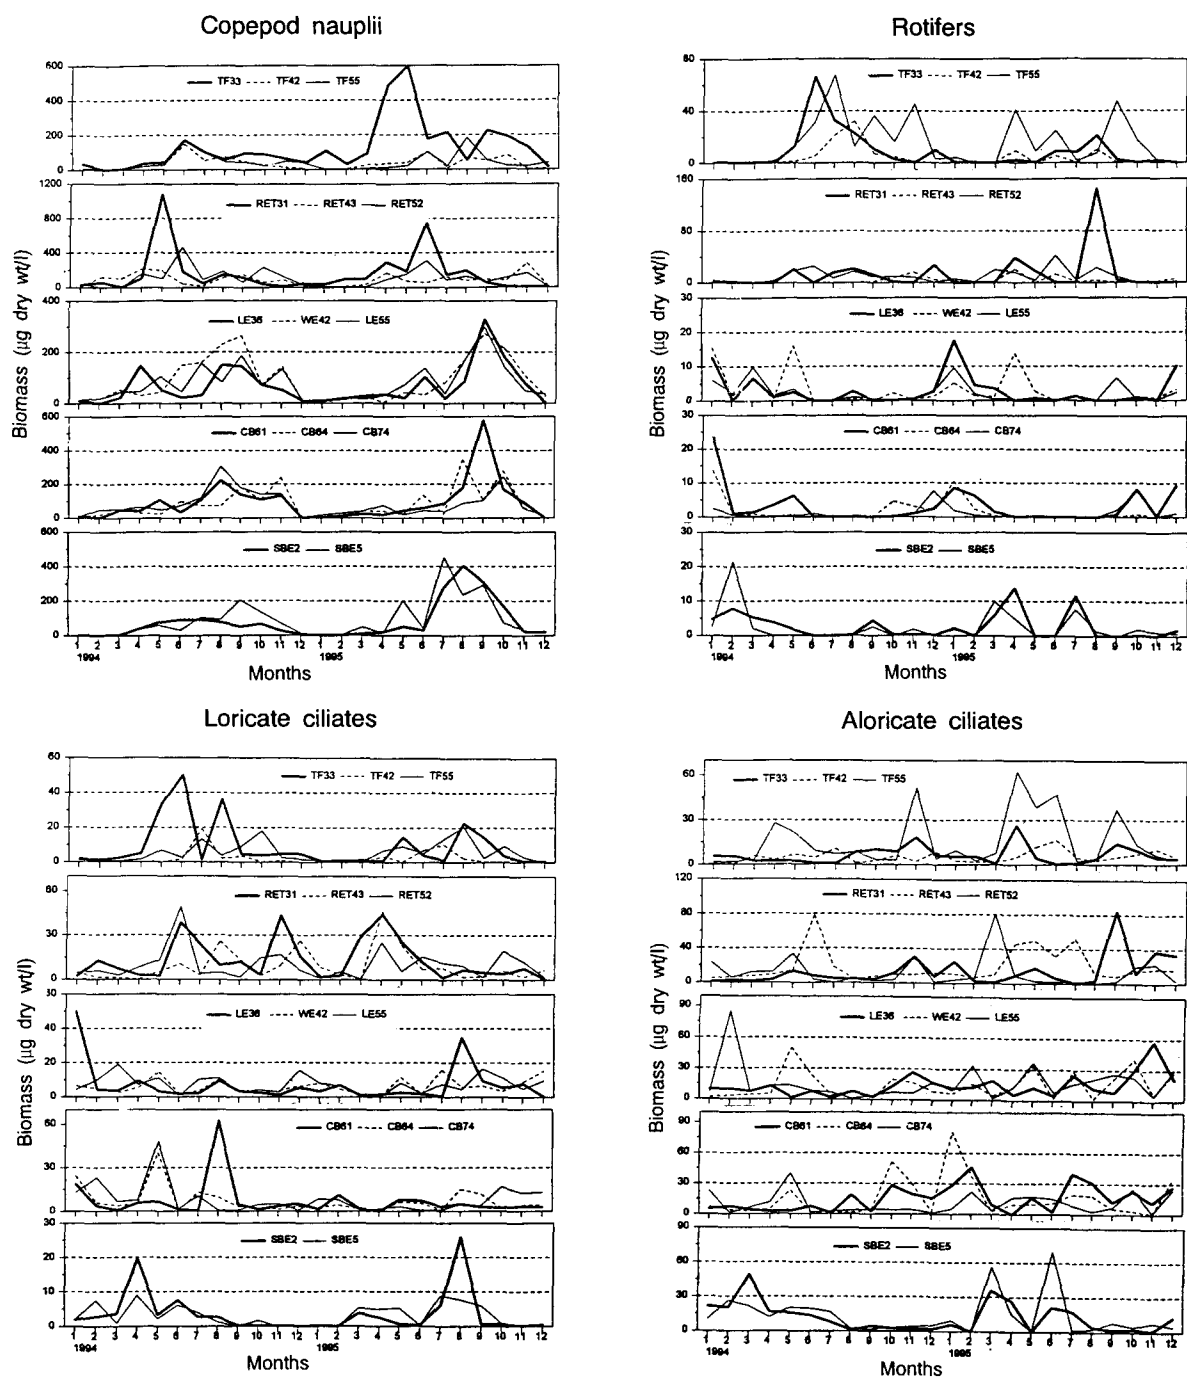 Copepod nauplii
600
400
200
0
TF33 TF42 TF55
1200
800
400
0
RET31 RET43 RET52
400
200
0
LE36 WE42 LE55
600
400
200
0
CB61 CB64 CB74
600
400
200
0
SBE2 SBE5
Biomass (µg dry wt/l)
1 2 3 4 5 6 7 8 9 10 11 12 1 2 3 4 5 6 7 8 9 10 11 12
1994 1995
Months
Rotifers
80
40
0
TF33 TF42 TF55
160
80
0
RET31 RET43 RET52
30
20
10
0
LE36 WE42 LE55
30
20
10
0
CB61 CB64 CB74
30
20
10
0
SBE2 SBE5
Biomass (µg dry wt/l)
1 2 3 4 5 6 7 8 9 10 11 12 1 2 3 4 5 6 7 8 9 10 11 12
1994 1995
Months
Loricate ciliates
60
40
20
0
TF33 TF42 TF55
60
30
0
RET31 RET43 RET52
30
20
10
0
LE36 WE42 LE55
60
30
0
CB61 CB64 CB74
30
20
10
0
SBE2 SBE5
Biomass (µg dry wt/l)
1 2 3 4 5 6 7 8 9 10 11 12 1 2 3 4 5 6 7 8 9 10 11 12
1994 1995
Months
Aloricate ciliates
60
30
0
TF33 TF42 TF55
120
80
40
0
RET31 RET43 RET52
90
60
30
0
LE36 WE42 LE55
90
60
30
0
CB61 CB64 CB74
90
60
30
0
SBE2 SBE5
Biomass (µg dry wt/l)
1 2 3 4 5 6 7 8 9 10 11 12 1 2 3 4 5 6 7 8 9 10 11 12
1994 1995
Months